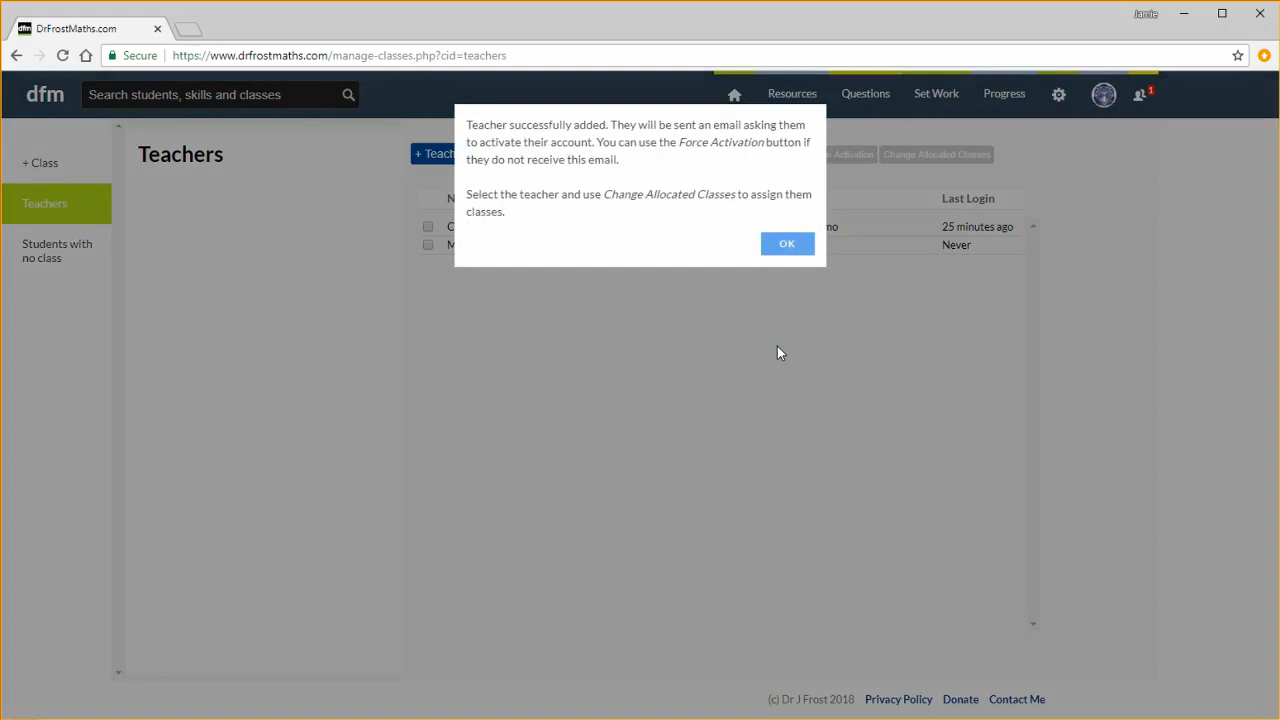 DrFrostMaths.com
Jamie
Secure https://www.drfrostmaths.com/manage-classes.php?cid=teachers
dfm Search students, skills and classes Resources Questions Set Work Progress 1
Teacher successfully added. They will be sent an email asking them
to activate their account. You can use the Force Activation button if
they do not receive this email.
Select the teacher and use Change Allocated Classes to assign them
classes.
OK
+ Class
Teachers
Students with
no class
Teachers
+ Teach
Activation
Change Allocated Classes
Last Login
25 minutes ago
Never
(c) Dr J Frost 2018 Privacy Policy Donate Contact Me